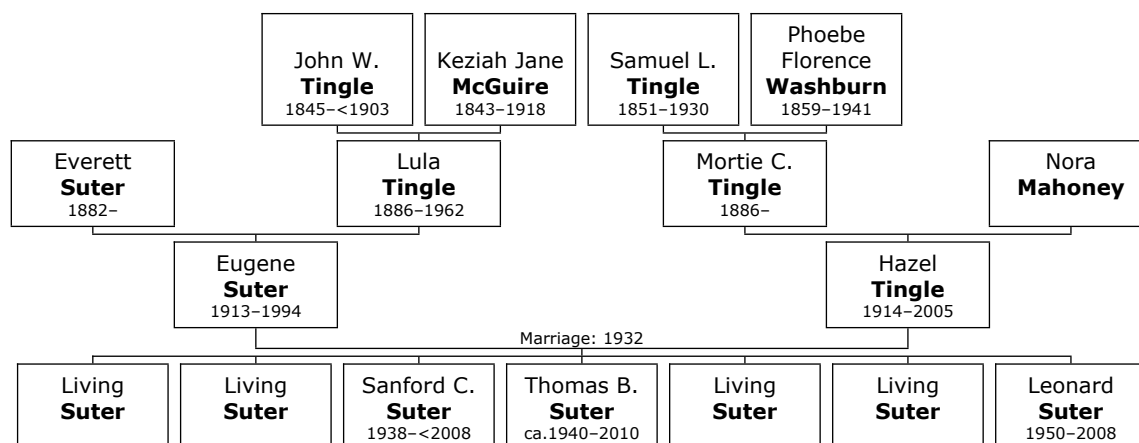 John W.
Tingle
1845–<1903
Keziah Jane
McGuire
1843–1918
Samuel L.
Tingle
1851–1930
Phoebe
Florence
Washburn
1859–1941
Everett
Suter
1882–
Lula
Tingle
1886–1962
Mortie C.
Tingle
1886–
Nora
Mahoney
Eugene
Suter
1913–1994
Hazel
Tingle
1914–2005
Marriage: 1932
Living
Suter
Living
Suter
Sanford C.
Suter
1938–<2008
Thomas B.
Suter
ca.1940–2010
Living
Suter
Living
Suter
Leonard
Suter
1950–2008